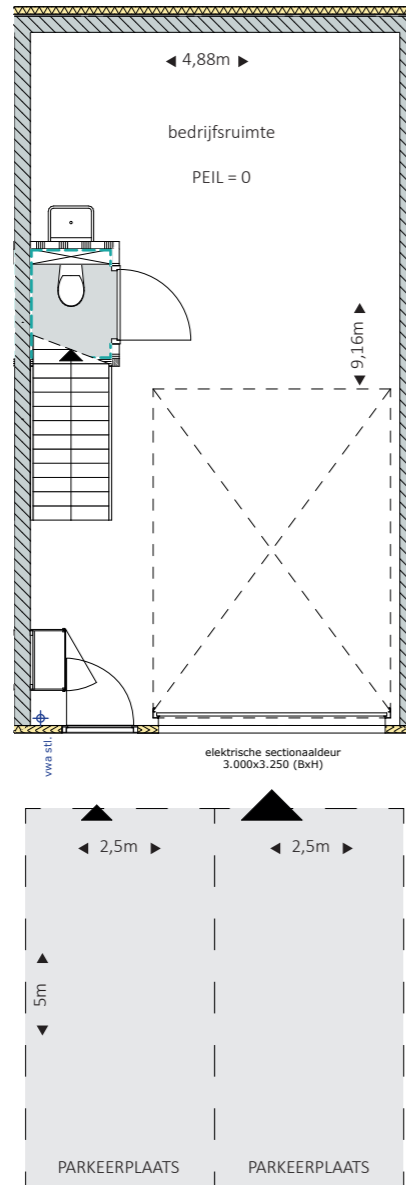 4,88m
bedrijfsruimte
PEIL = 0
9,16m
vwa stl.
elektrische sectionaaldeur
3.000x3.250 (BxH)
2,5m
2,5m
5m
PARKEERPLAATS
PARKEERPLAATS